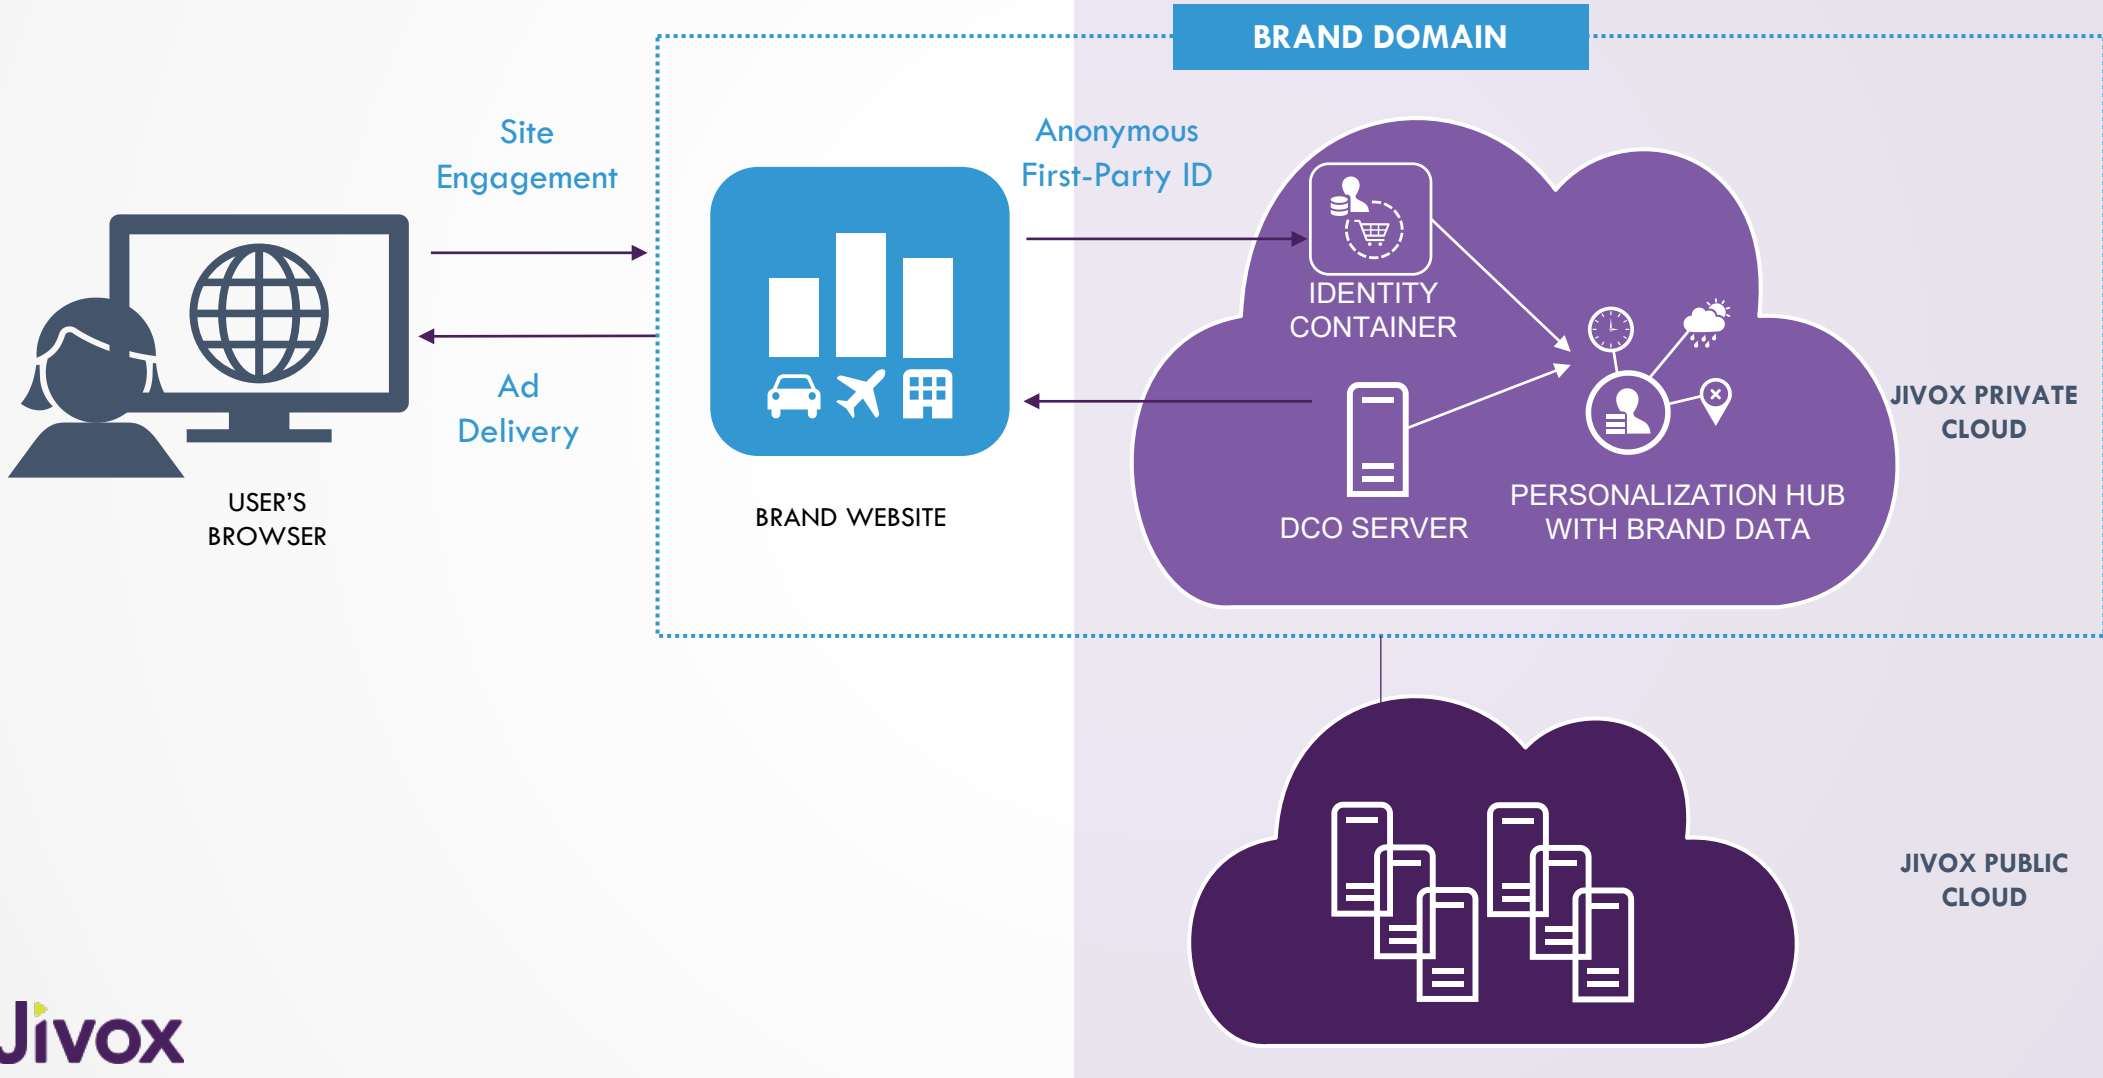 BRAND DOMAIN
Site
Engagement
Anonymous
First-Party ID
IDENTITY
CONTAINER
Ad
Delivery
JIVOX PRIVATE
CLOUD
USER'S
BROWSER
BRAND WEBSITE
DCO SERVER
PERSONALIZATION HUB
WITH BRAND DATA
JIVOX PUBLIC
CLOUD
Jivox